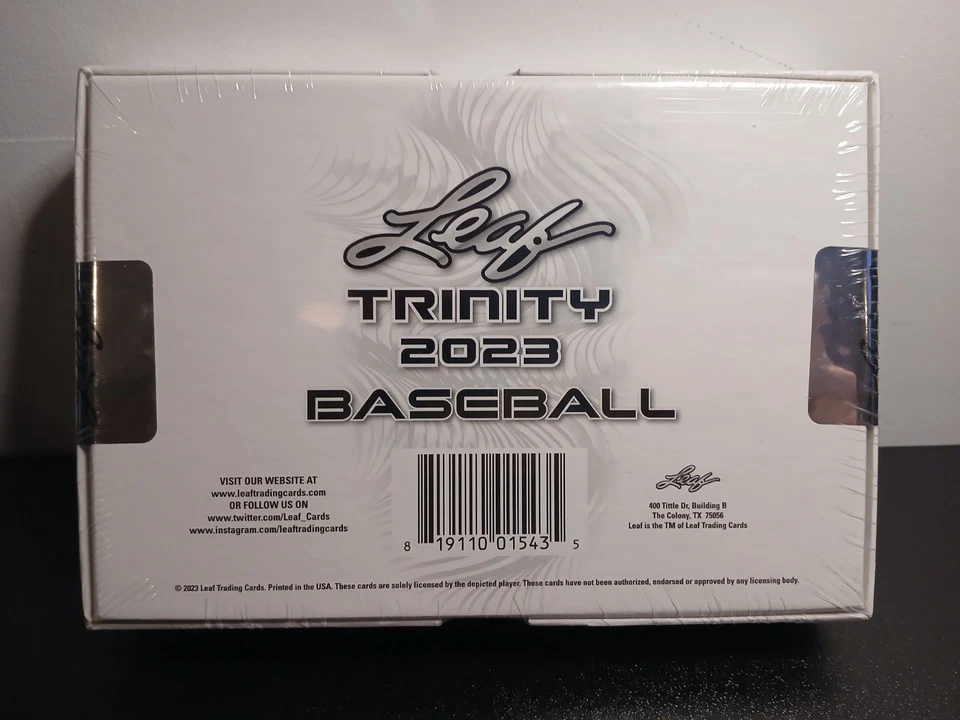 Leaf
TRINITY
2023
BASEBALL
VISIT OUR WEBSITE AT
www.leaftradingcards.com
OR FOLLOW US ON
www.twitter.com/Leaf_Cards
www.instagram.com/leaftradingcards
8 19110 01543 5
Leaf
400 Tittle Dr, Building B
The Colony, TX 75056
Leaf is the TM of Leaf Trading Cards
© 2023 Leaf Trading Cards. Printed in the USA. These cards are solely licensed by the depicted player. These cards have not been authorized, endorsed or approved by any licensing body.